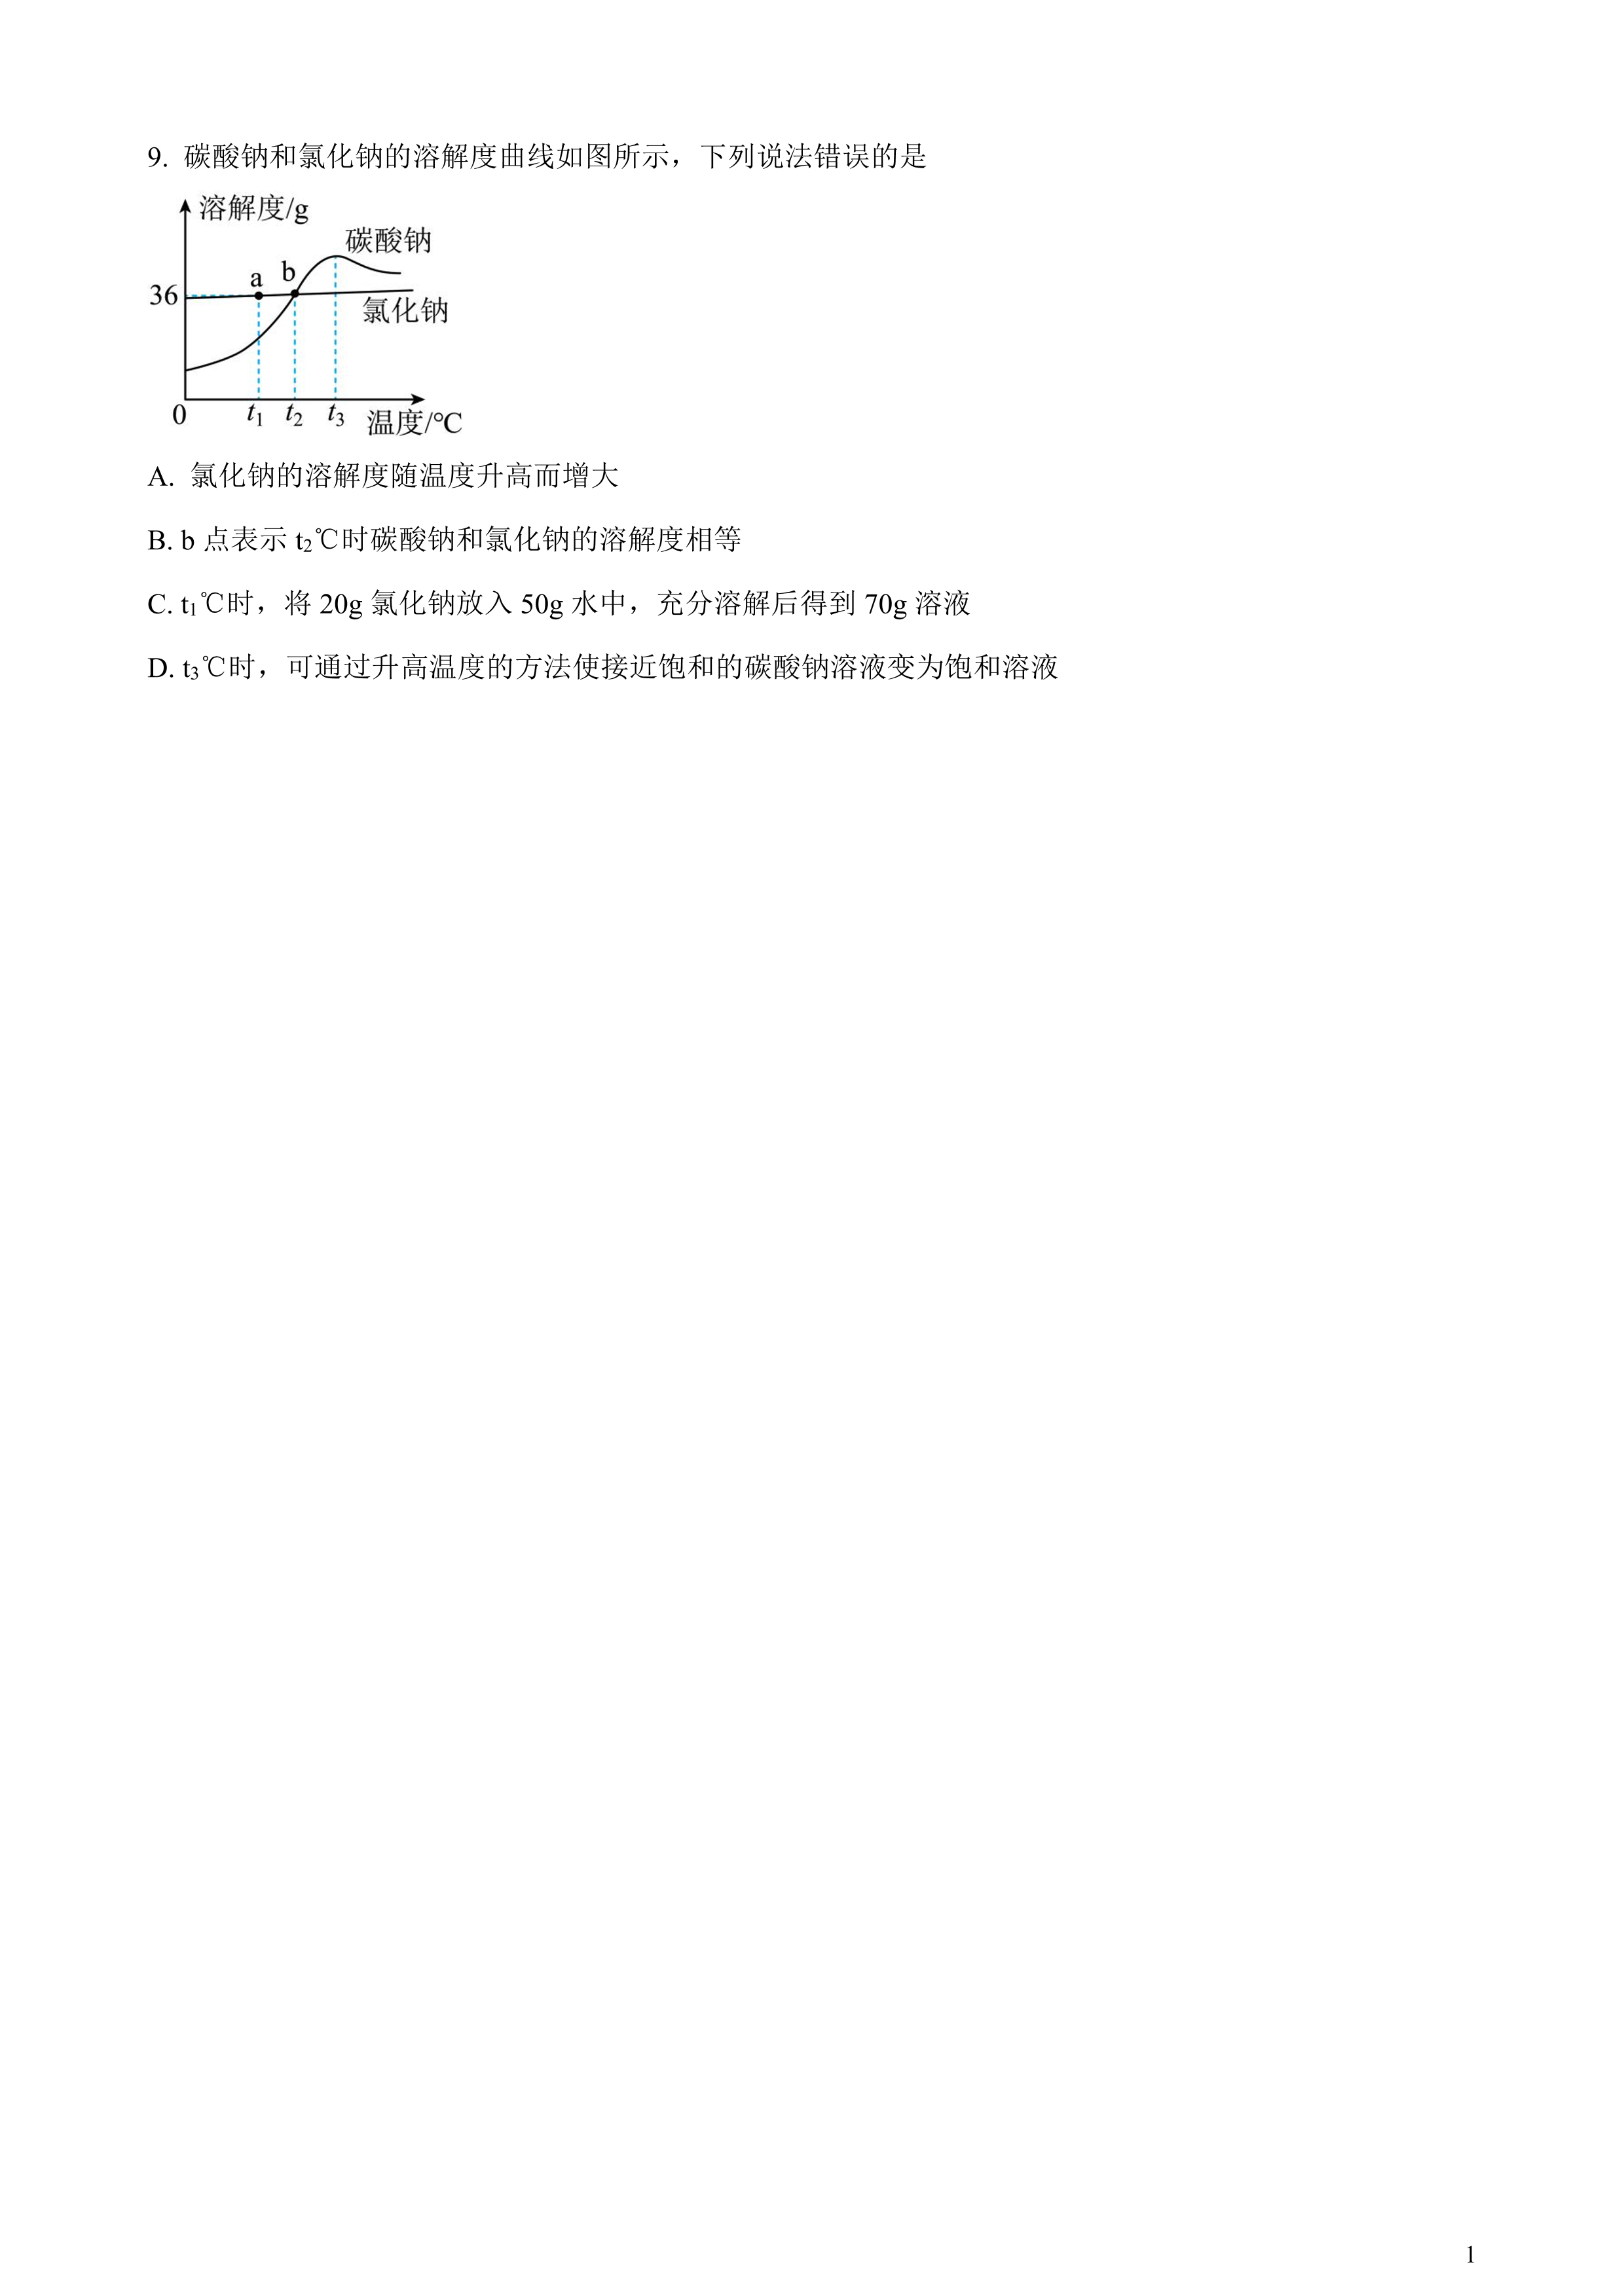 9. 碳酸钠和氯化钠的溶解度曲线如图所示，下列说法错误的是
溶解度/g
碳酸钠
a b
36
氯化钠
0 t₁ t₂ t₃ 温度/℃
A. 氯化钠的溶解度随温度升高而增大
B. b 点表示 t₂℃时碳酸钠和氯化钠的溶解度相等
C. t₁℃时，将 20g 氯化钠放入 50g 水中，充分溶解后得到 70g 溶液
D. t₃℃时，可通过升高温度的方法使接近饱和的碳酸钠溶液变为饱和溶液
1